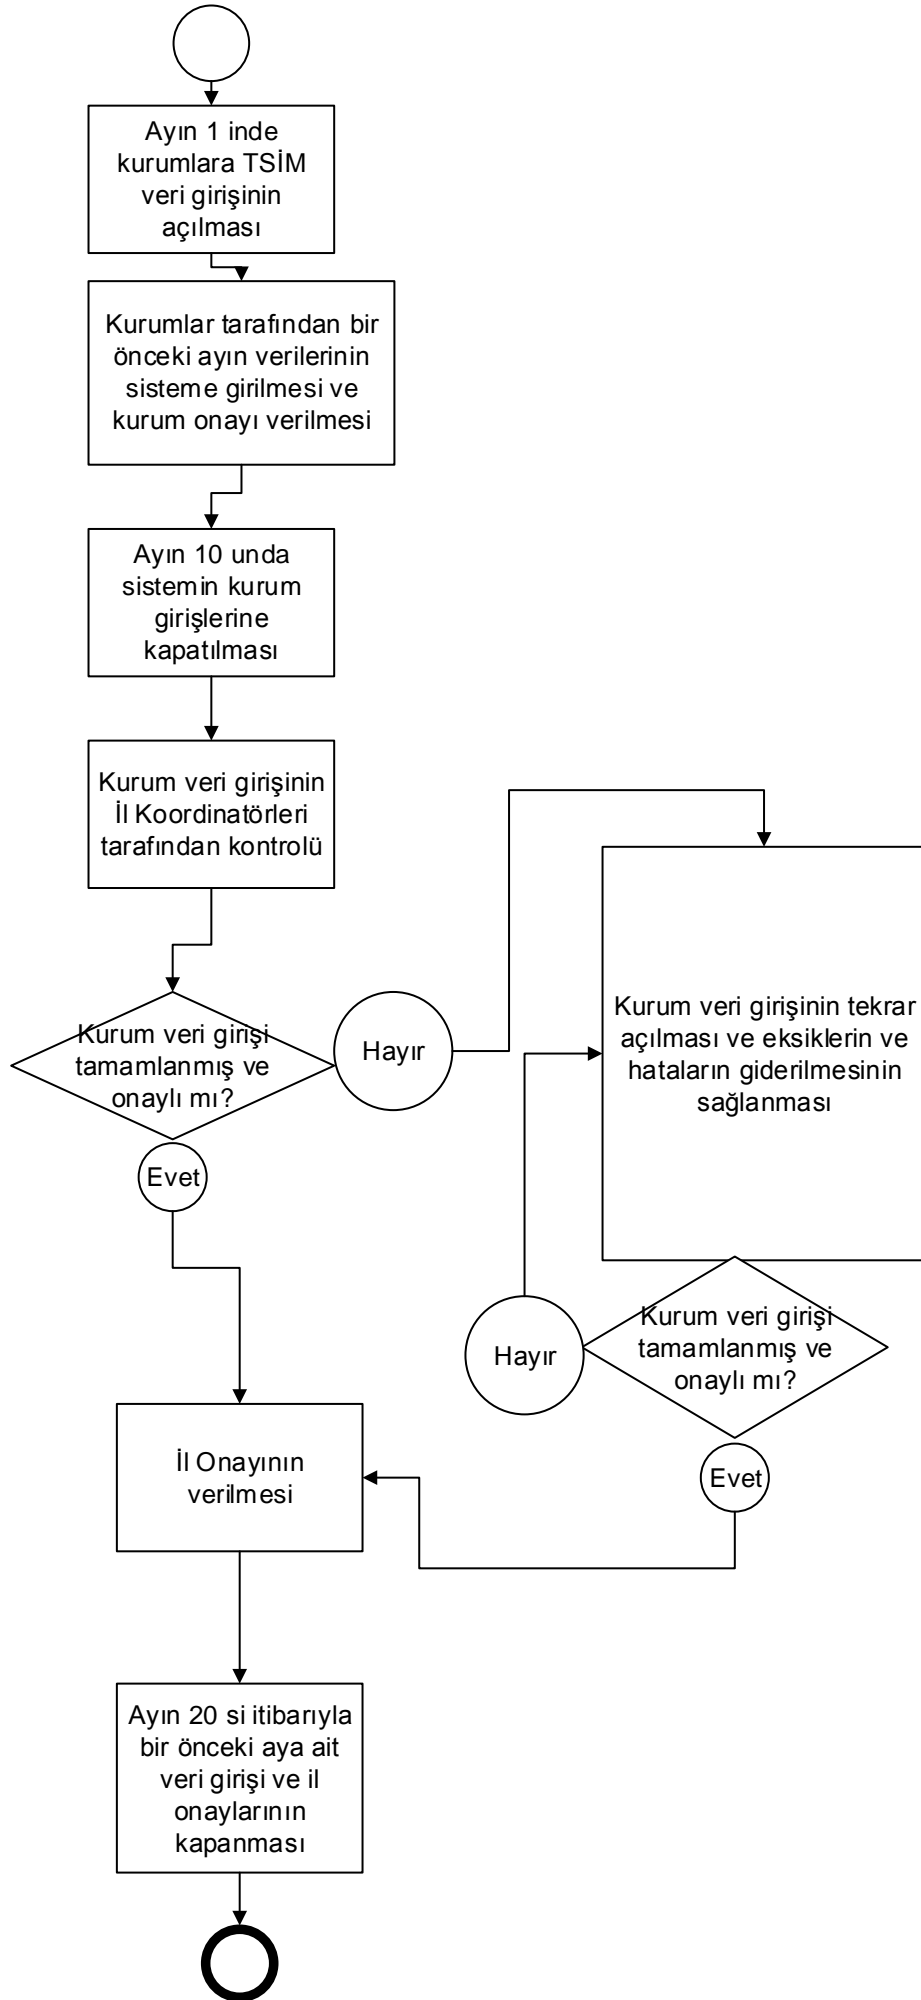 Ayın 1 inde
kurumlara TSİM
veri girişinin
açılması
Kurumlar tarafından bir
önceki ayın verilerinin
sisteme girilmesi ve
kurum onayı verilmesi
Ayın 10 unda
sistemin kurum
girişlerine
kapatılması
Kurum veri girişinin
İl Koordinatörleri
tarafından kontrolü
Kurum veri girişi
tamamlanmış ve
onaylı mı?
Hayır
Evet
Kurum veri girişinin tekrar
açılması ve eksiklerin ve
hataların giderilmesinin
sağlanması
Kurum veri girişi
tamamlanmış ve
onaylı mı?
Hayır
Evet
İl Onayının
verilmesi
Ayın 20 si itibarıyla
bir önceki aya ait
veri girişi ve il
onaylarının
kapanması